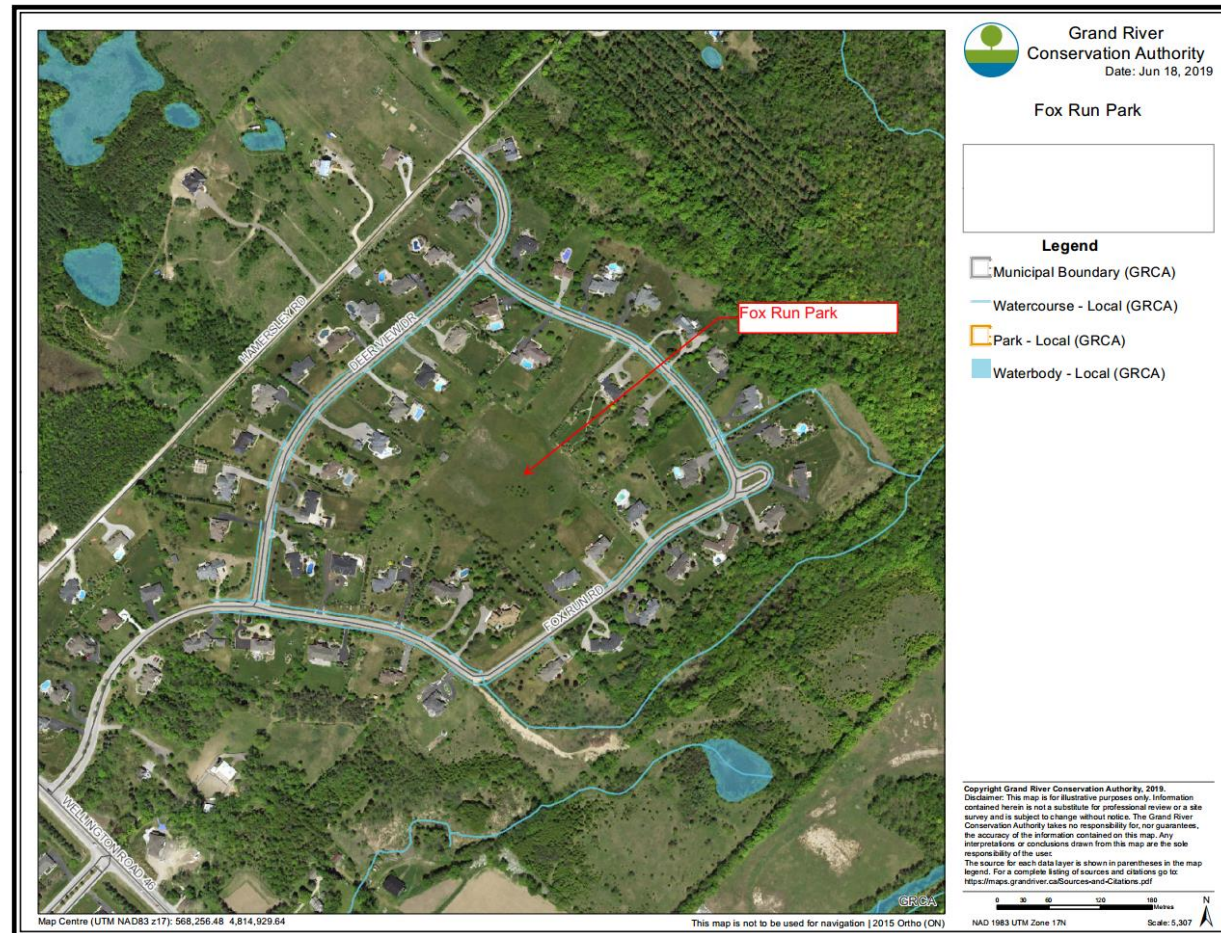 Grand River
Conservation Authority
Date: Jun 18, 2019
Fox Run Park
Legend
Municipal Boundary (GRCA)
Watercourse - Local (GRCA)
Park - Local (GRCA)
Waterbody - Local (GRCA)
Fox Run Park
HAMERSLEY RD
DEER VIEW DR
FOX RUN RD
WELLINGTON ROAD 46
GRCA
Copyright Grand River Conservation Authority, 2019.
Disclaimer: This map is for illustrative purposes only. Information
contained herein is not a substitute for professional review or a site
survey and is subject to change without notice. The Grand River
Conservation Authority takes no responsibility for, nor guarantees,
the accuracy of the information contained on this map. Any
interpretations or conclusions drawn from this map are the sole
responsibility of the user.
The source for each data layer is shown in parentheses in the map
legend. For a complete listing of sources and citations go to:
https://maps.grandriver.ca/Sources-and-Citations.pdf
0 30 60 120 180
Metres
N
NAD 1983 UTM Zone 17N Scale: 5,307
Map Centre (UTM NAD83 z17): 568,256.48 4,814,929.64
This map is not to be used for navigation | 2015 Ortho (ON)